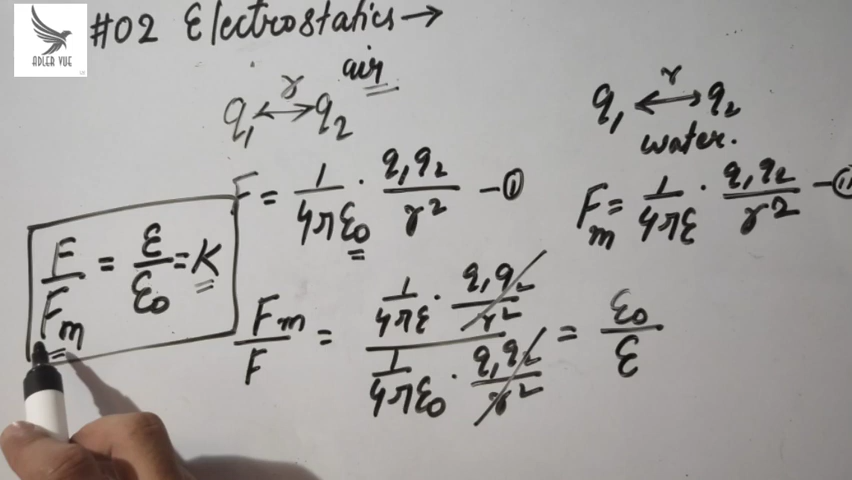 ADLER VUE
#02 Electrostatics →
air
q₁ ↔ q₂ r
F = 1/4πε₀ · q₁q₂/r² — ①
q₁ ↔ q₂ r
water.
Fm = 1/4πε · q₁q₂/r² — ⑪
F/Fm = ε/ε₀ = K
Fm/F = (1/4πε · q₁q₂/r²)/(1/4πε₀ · q₁q₂/r²) = ε₀/ε